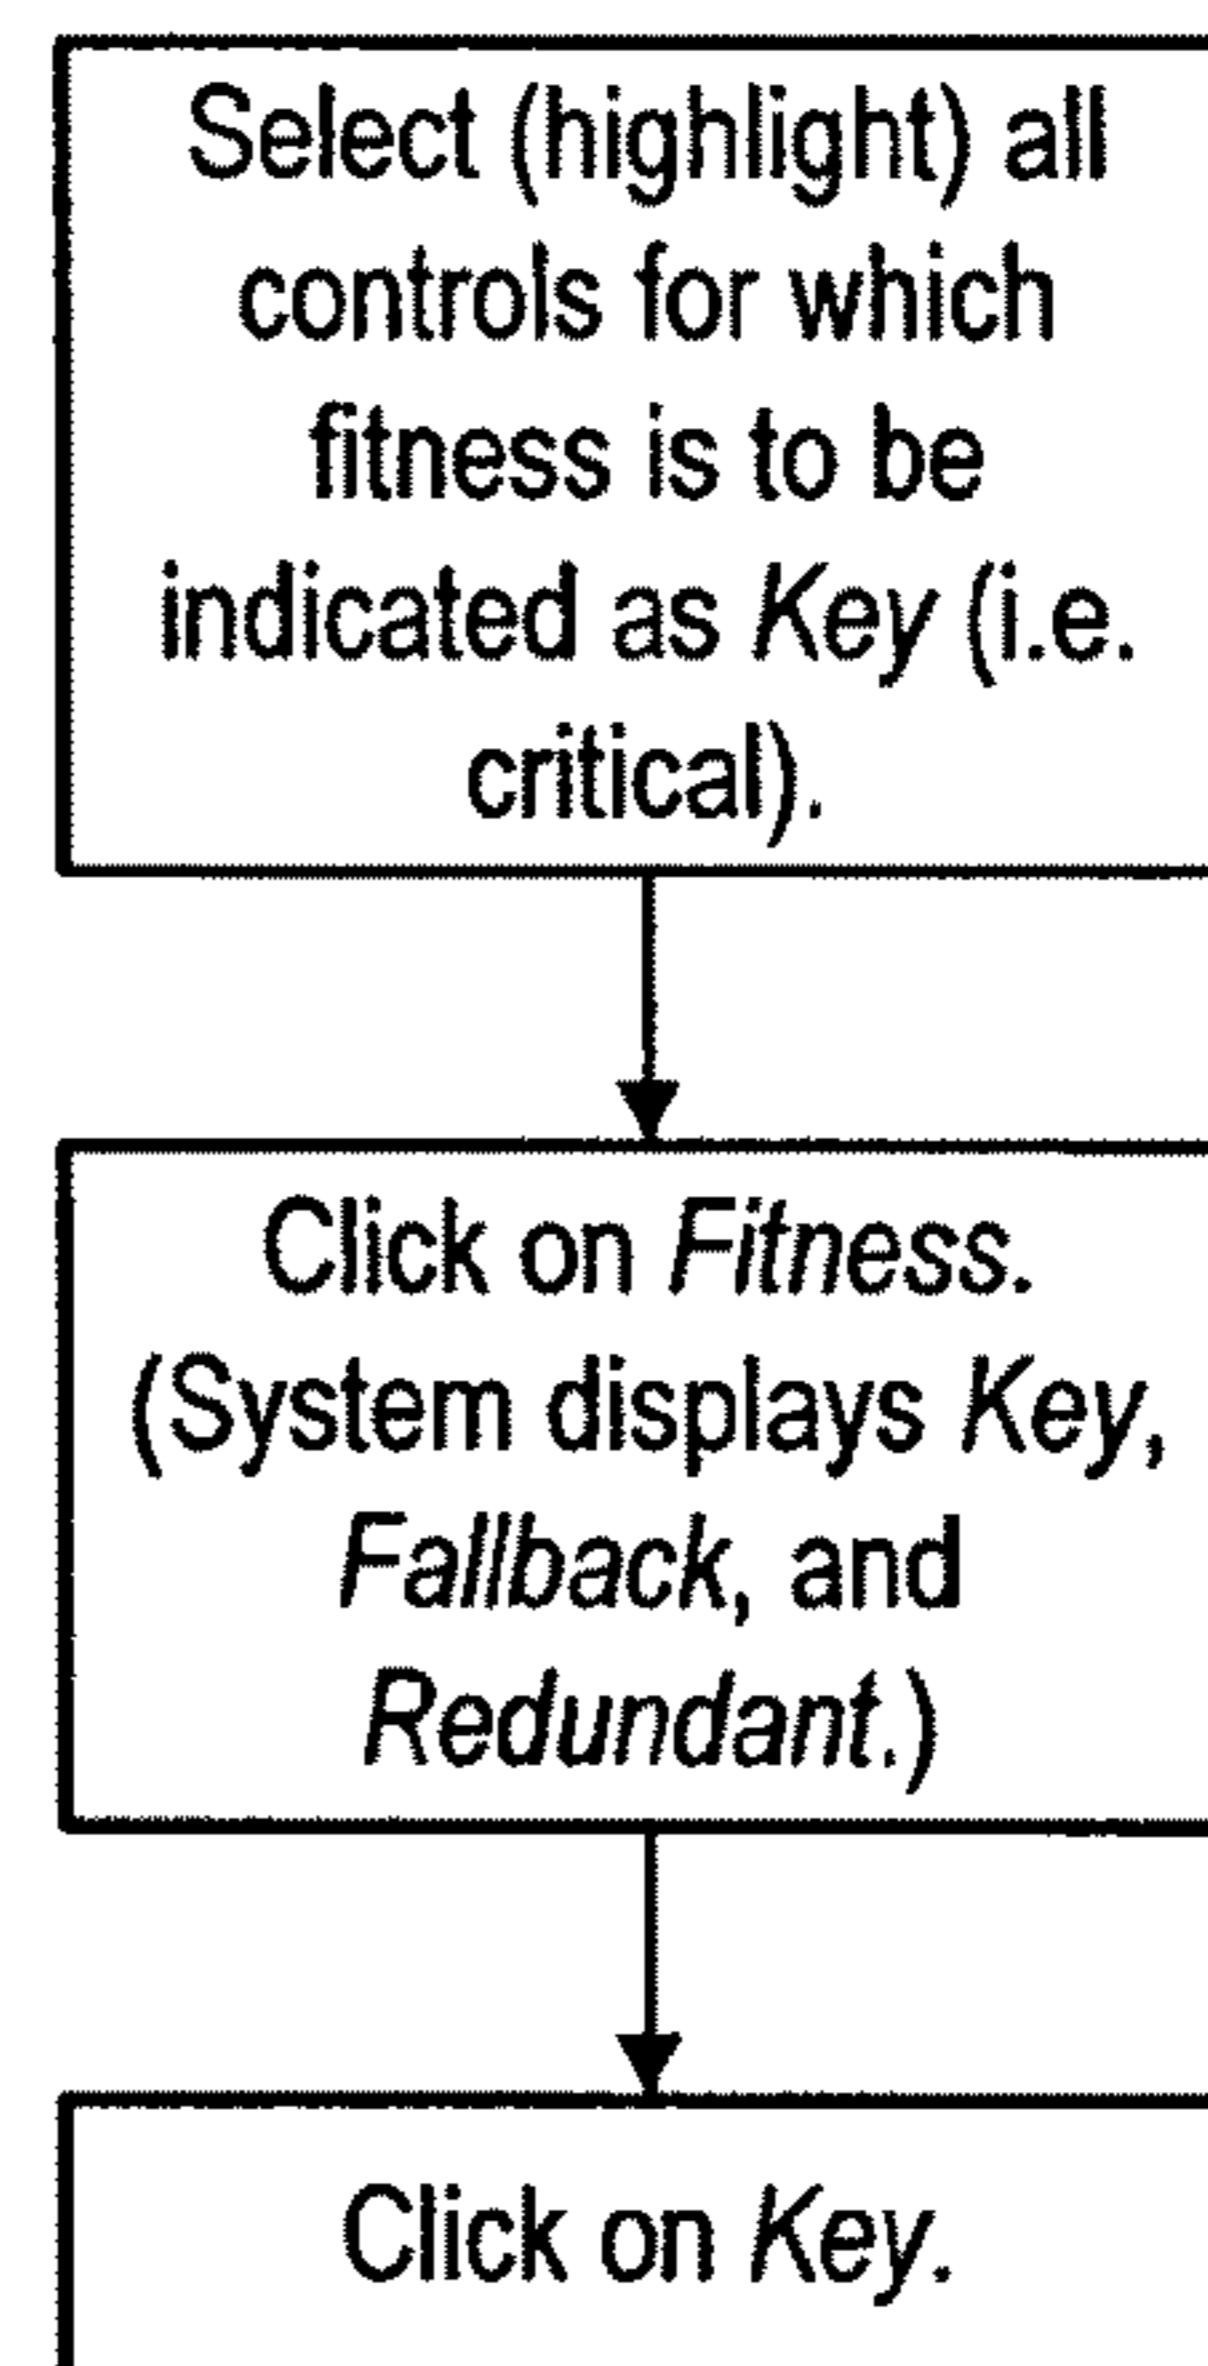 Select (highlight) all
controls for which
fitness is to be
indicated as Key (i.e.
critical).
Click on Fitness.
(System displays Key,
Fallback, and
Redundant.)
Click on Key.